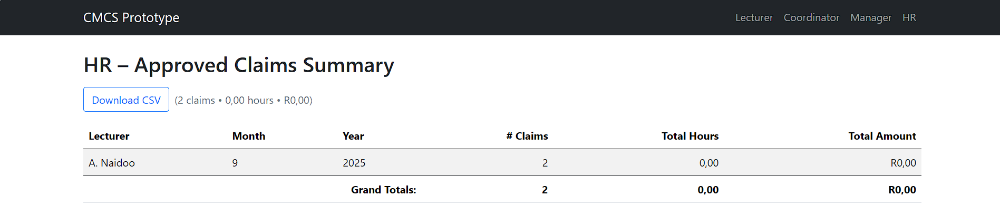 CMCS Prototype Lecturer Coordinator Manager HR
HR – Approved Claims Summary
Download CSV (2 claims • 0,00 hours • R0,00)
Lecturer Month Year # Claims Total Hours Total Amount
A. Naidoo 9 2025 2 0,00 R0,00
Grand Totals: 2 0,00 R0,00